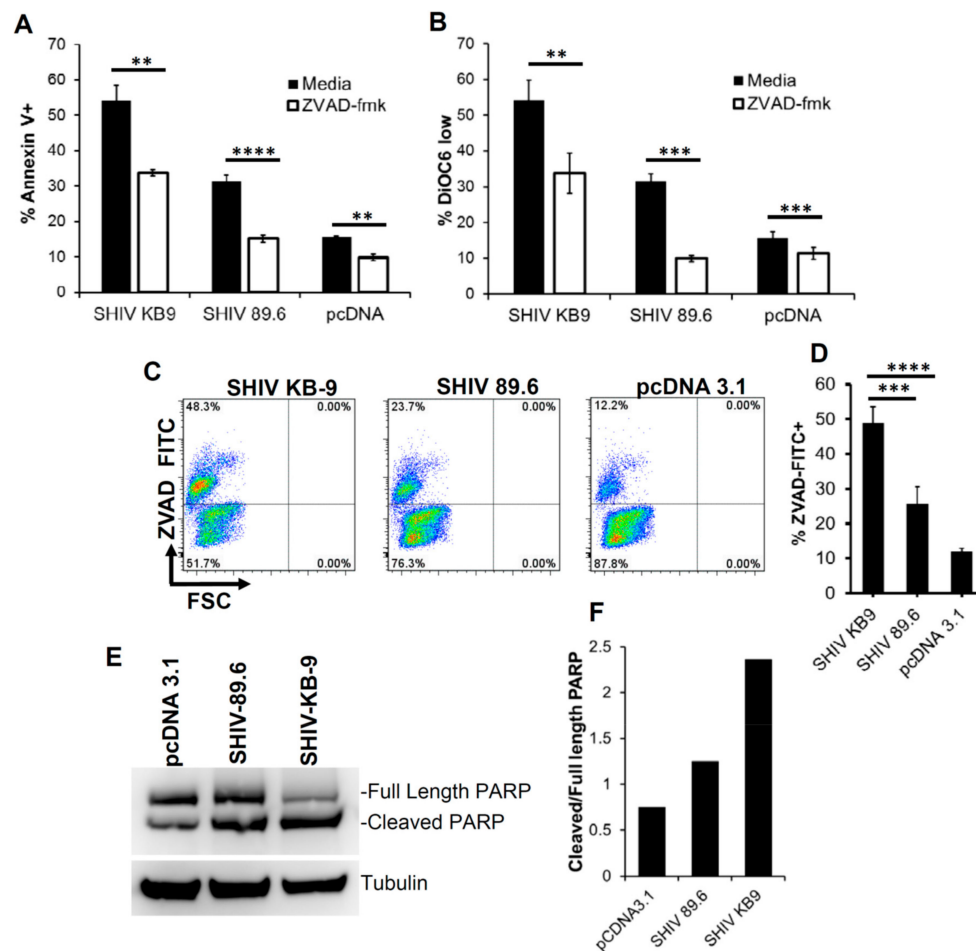 A
% Annexin V+
70
60
50
40
30
20
10
0
**
****
**
Media
ZVAD-fmk
SHIV KB9
SHIV 89.6
pcDNA
B
% DiOC6 low
70
60
50
40
30
20
10
0
**
***
***
Media
ZVAD-fmk
SHIV KB9
SHIV 89.6
pcDNA
C
SHIV KB-9
SHIV 89.6
pcDNA 3.1
ZVAD FITC
FSC
48.3%
0.00%
51.7%
0.00%
23.7%
0.00%
76.3%
0.00%
12.2%
0.00%
87.8%
0.00%
D
% ZVAD-FITC+
60
50
40
30
20
10
0
****
***
SHIV KB9
SHIV 89.6
pcDNA 3.1
E
pcDNA 3.1
SHIV-89.6
SHIV-KB-9
-Full Length PARP
-Cleaved PARP
Tubulin
F
Cleaved/Full length PARP
2.5
2
1.5
1
0.5
0
pCDNA3.1
SHIV 89.6
SHIV KB9